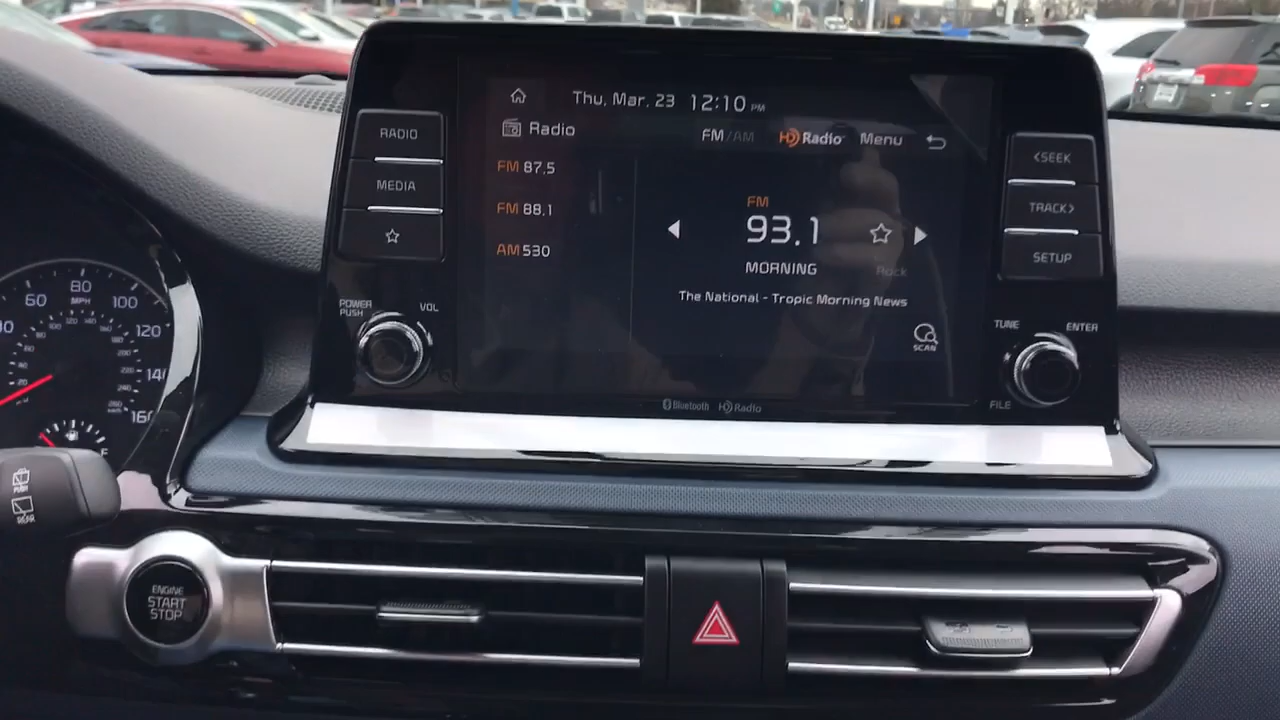 Thu, Mar. 23 12:10 PM
Radio
FM/AM HD Radio Menu
FM 87.5
FM 88.1
AM 530
FM
93.1
MORNING
Rock
The National - Tropic Morning News
SCAN
Bluetooth HD Radio
RADIO
MEDIA
POWER
PUSH
VOL
<SEEK
TRACK>
SETUP
TUNE
ENTER
FILE
60
80
MPH
100
120
160
PUSH
REAR
ENGINE
START
STOP